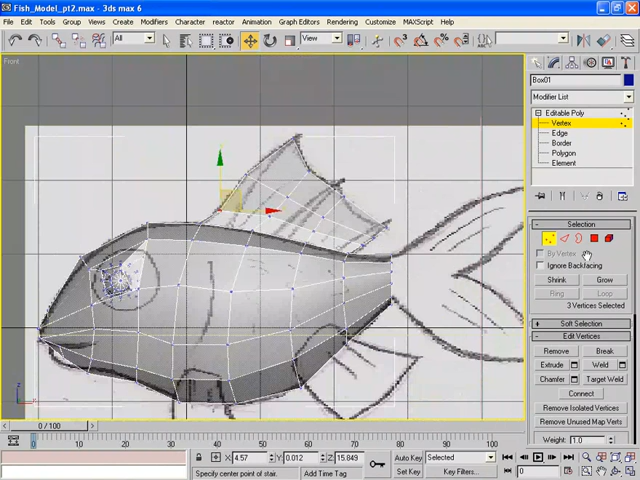 Fish_Model_pt2.max - 3ds max 6
File Edit Tools Group Views Create Modifiers Character reactor Animation Graph Editors Rendering Customize MAXScript Help
All View
Front
Box01
Modifier List
Editable Poly
Vertex
Edge
Border
Polygon
Element
Selection
By Vertex
Ignore Backfacing
Shrink Grow
Ring Loop
3 Vertices Selected
Soft Selection
Edit Vertices
Remove Break
Extrude Weld
Chamfer Target Weld
Connect
Remove Isolated Vertices
Remove Unused Map Verts
Weight: 1.0
0 / 100
0 10 20 30 40 50 60 70 80 90 100
X: 4.57 Y: 0.012 Z: 15.849 Auto Key Selected
Set Key Key Filters... 0
Specify center of stair. Add Time Tag